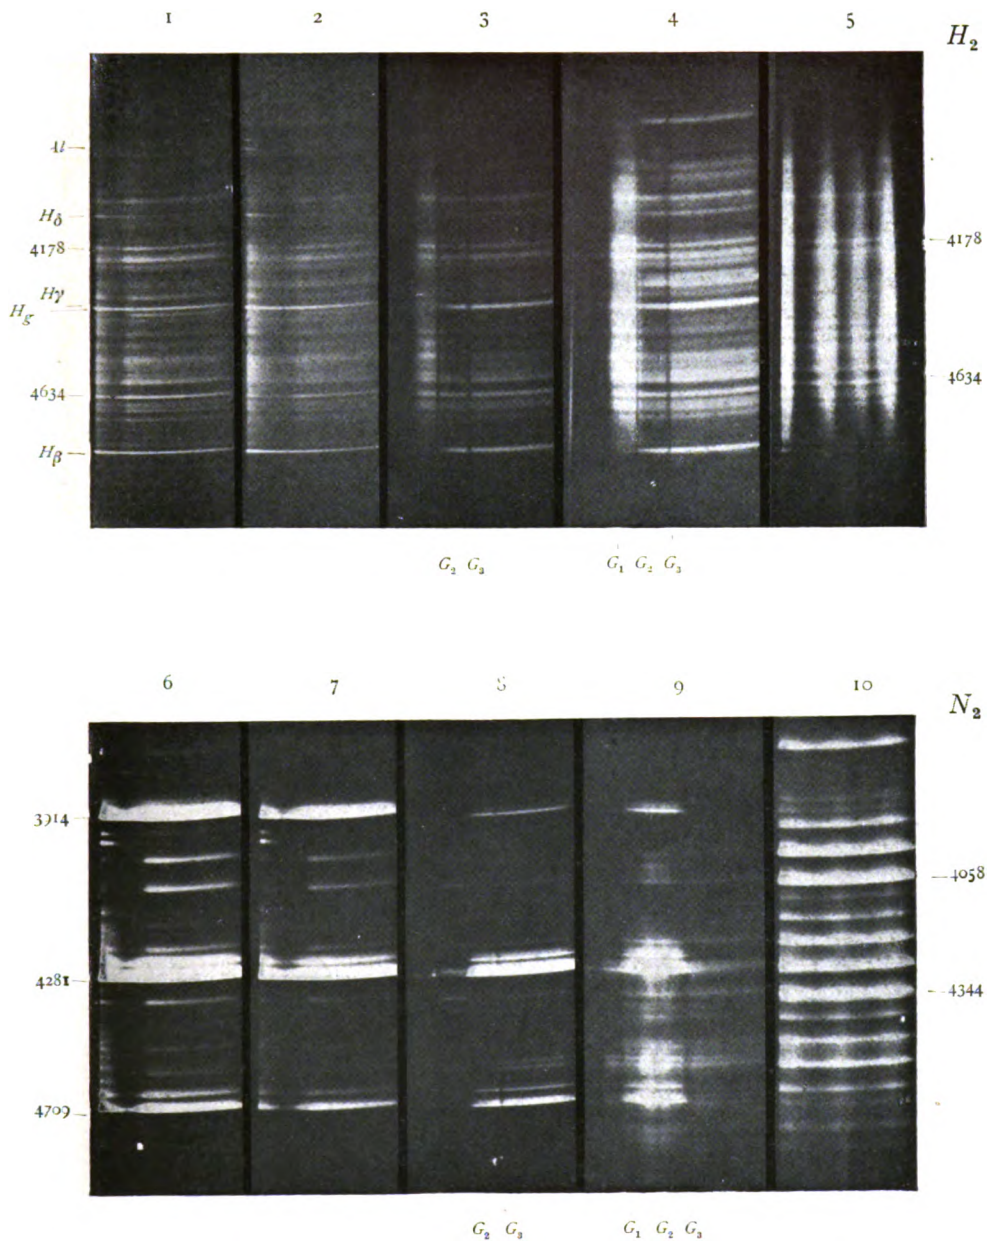 1 2 3 4 5 H₂
Al
Hδ
4178 4178
Hγ
Hg
4634 4634
Hβ
G₂ G₃ G₁ G₂ G₃
6 7 8 9 10 N₂
3914
4058
4281
4344
4709
G₂ G₃ G₁ G₂ G₃